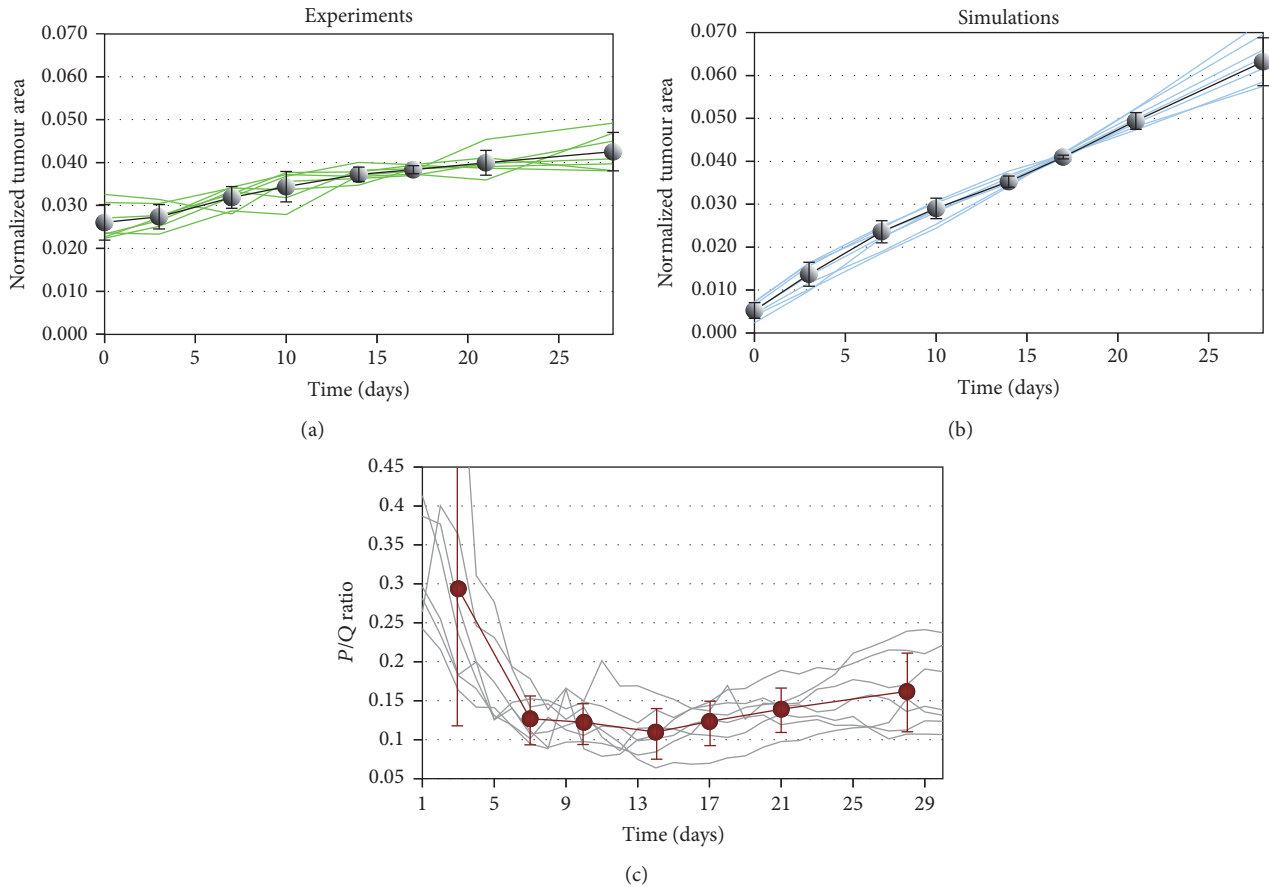 Experiments
Normalized tumour area
0.070
0.060
0.050
0.040
0.030
0.020
0.010
0.000
0 5 10 15 20 25
Time (days)
(a)
Simulations
Normalized tumour area
0.070
0.060
0.050
0.040
0.030
0.020
0.010
0.000
0 5 10 15 20 25
Time (days)
(b)
P/Q ratio
0.45
0.4
0.35
0.3
0.25
0.2
0.15
0.1
0.05
1 5 9 13 17 21 25 29
Time (days)
(c)